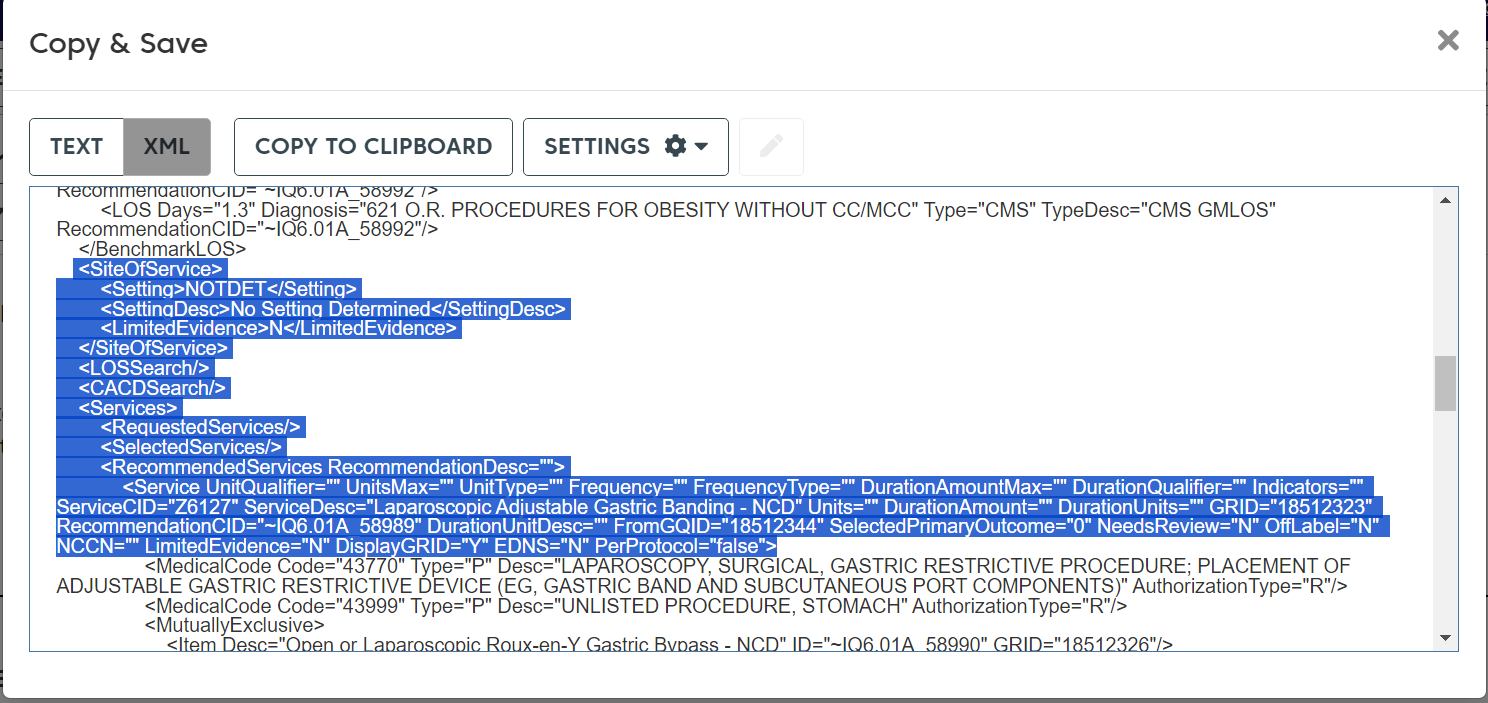 Copy & Save
TEXT XML COPY TO CLIPBOARD SETTINGS
RecommendationCID="~IQ6.01A_58992"/>
<LOS Days="1.3" Diagnosis="621 O.R. PROCEDURES FOR OBESITY WITHOUT CC/MCC" Type="CMS" TypeDesc="CMS GMLOS"
RecommendationCID="~IQ6.01A_58992"/>
</BenchmarkLOS>
<SiteOfService>
<Setting>NOTDET</Setting>
<SettingDesc>No Setting Determined</SettingDesc>
<LimitedEvidence>N</LimitedEvidence>
</SiteOfService>
<LOSSearch/>
<CACDSearch/>
<Services>
<RequestedServices/>
<SelectedServices/>
<RecommendedServices RecommendationDesc="">
<Service UnitQualifier="" UnitsMax="" UnitType="" Frequency="" FrequencyType="" DurationAmountMax="" DurationQualifier="" Indicators=""
ServiceCID="Z6127" ServiceDesc="Laparoscopic Adjustable Gastric Banding - NCD" Units="" DurationAmount="" DurationUnits="" GRID="18512323"
RecommendationCID="~IQ6.01A_58989" DurationUnitDesc="" FromGQID="18512344" SelectedPrimaryOutcome="0" NeedsReview="N" OffLabel="N"
NCCN="" LimitedEvidence="N" DisplayGRID="Y" EDNS="N" PerProtocol="false">
<MedicalCode Code="43770" Type="P" Desc="LAPAROSCOPY, SURGICAL, GASTRIC RESTRICTIVE PROCEDURE; PLACEMENT OF
ADJUSTABLE GASTRIC RESTRICTIVE DEVICE (EG, GASTRIC BAND AND SUBCUTANEOUS PORT COMPONENTS)" AuthorizationType="R"/>
<MedicalCode Code="43999" Type="P" Desc="UNLISTED PROCEDURE, STOMACH" AuthorizationType="R"/>
<MutuallyExclusive>
<Item Desc="Open or Laparoscopic Roux-en-Y Gastric Bypass - NCD" ID="~IQ6.01A_58990" GRID="18512326"/>